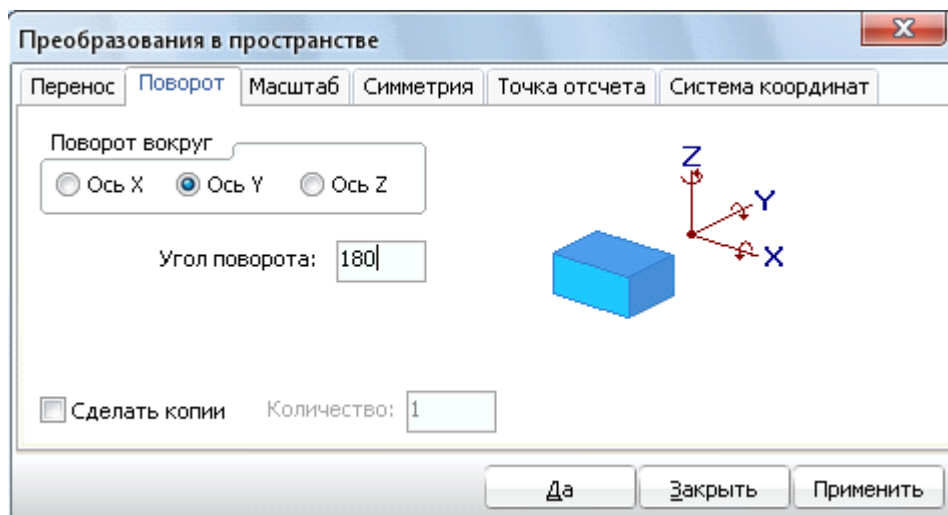 Преобразования в пространстве
Перенос Поворот Масштаб Симметрия Точка отсчета Система координат
Поворот вокруг
Ось X Ось Y Ось Z
Угол поворота: 180
Z
Y
X
Сделать копии Количество: 1
Да Закрыть Применить